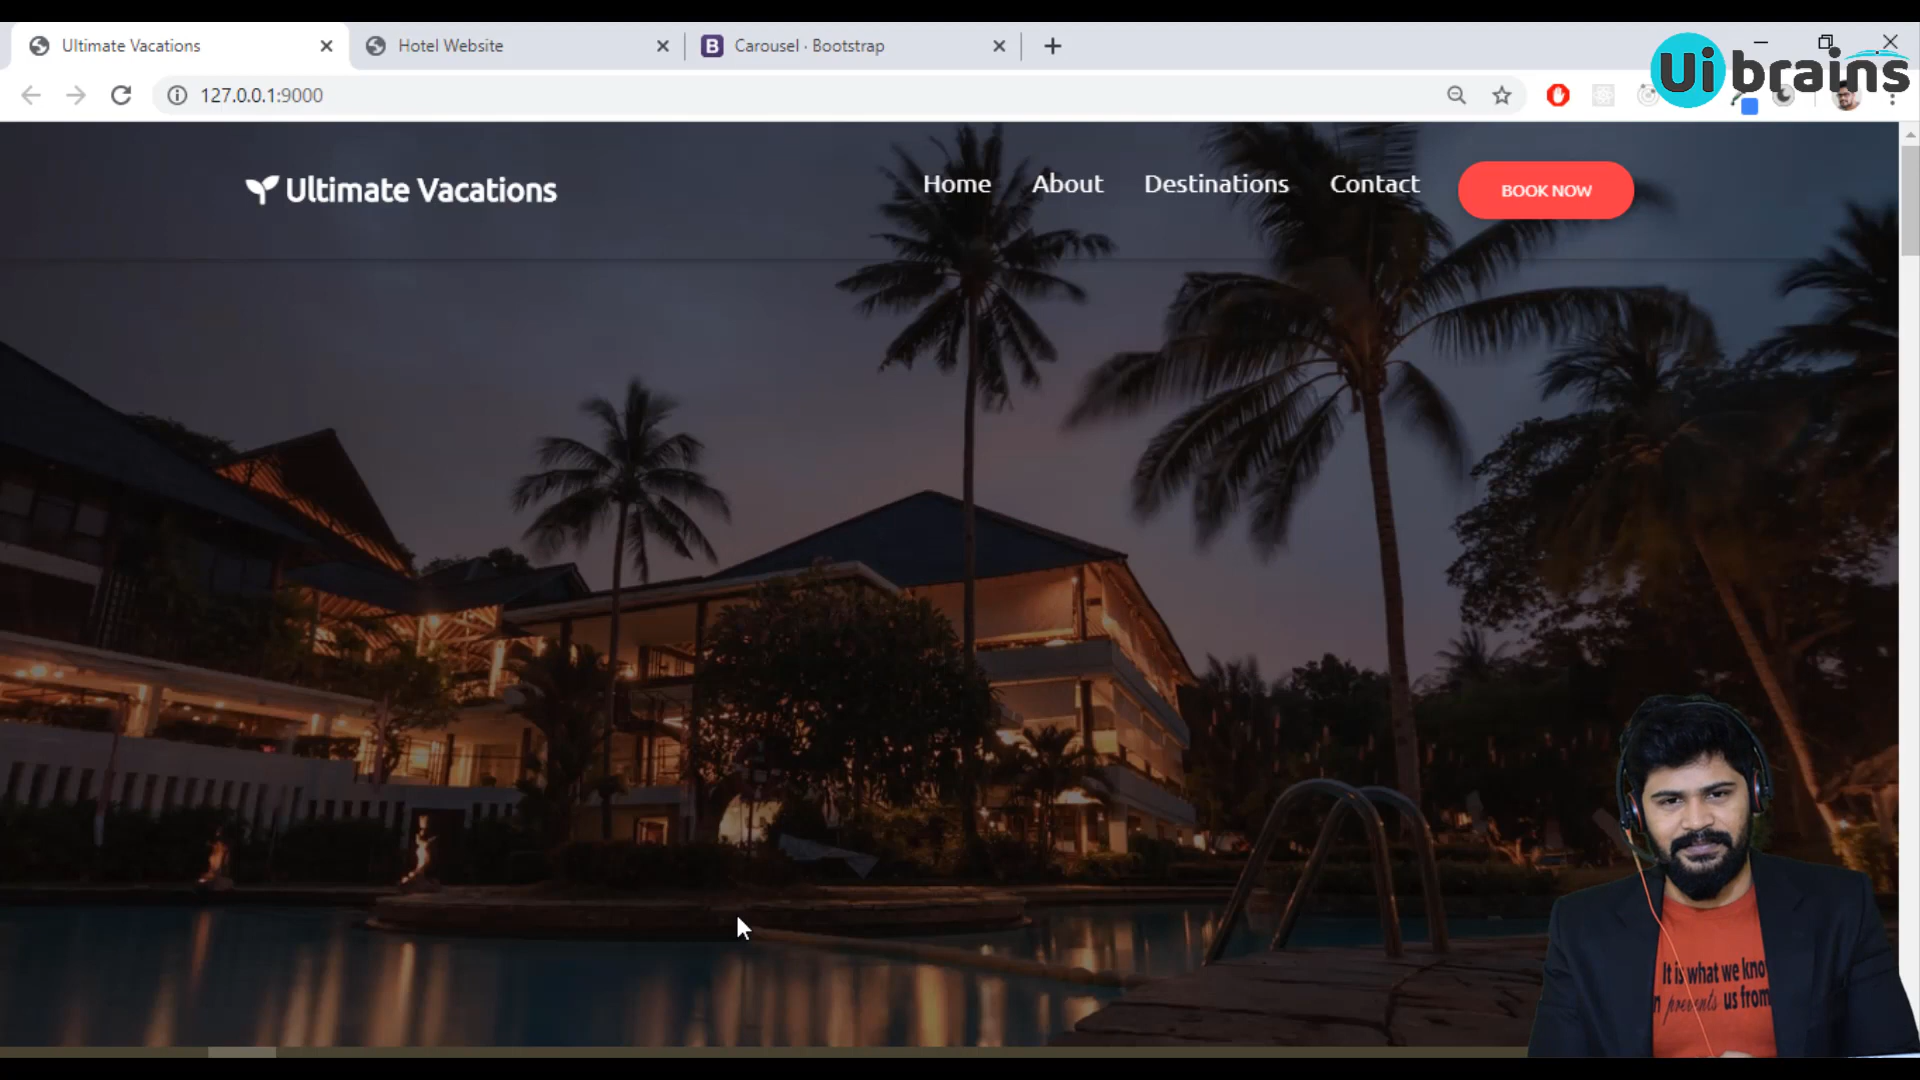 Ultimate Vacations
Hotel Website
Carousel · Bootstrap
Ui brains
127.0.0.1:9000
Ultimate Vacations
Home
About
Destinations
Contact
BOOK NOW
It is what we kno
n prevents us from